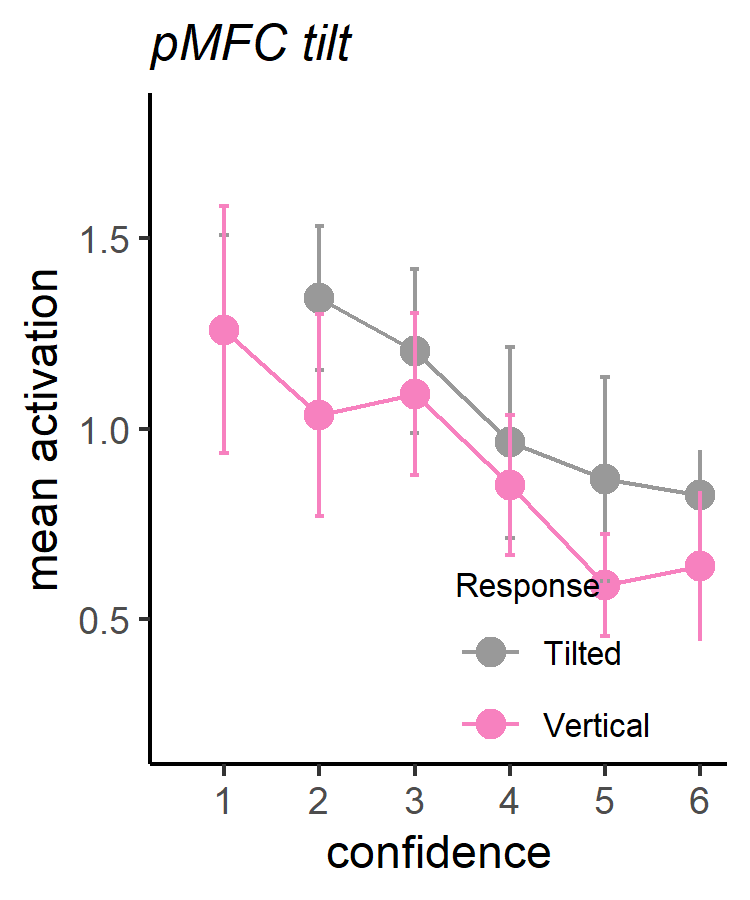 pMFC tilt
1.5
1.0
0.5
mean activation
Response
Tilted
Vertical
1 2 3 4 5 6
confidence